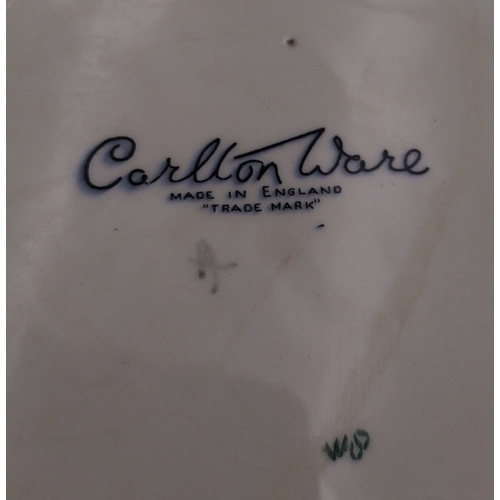 Carlton Ware
MADE IN ENGLAND
"TRADE MARK"